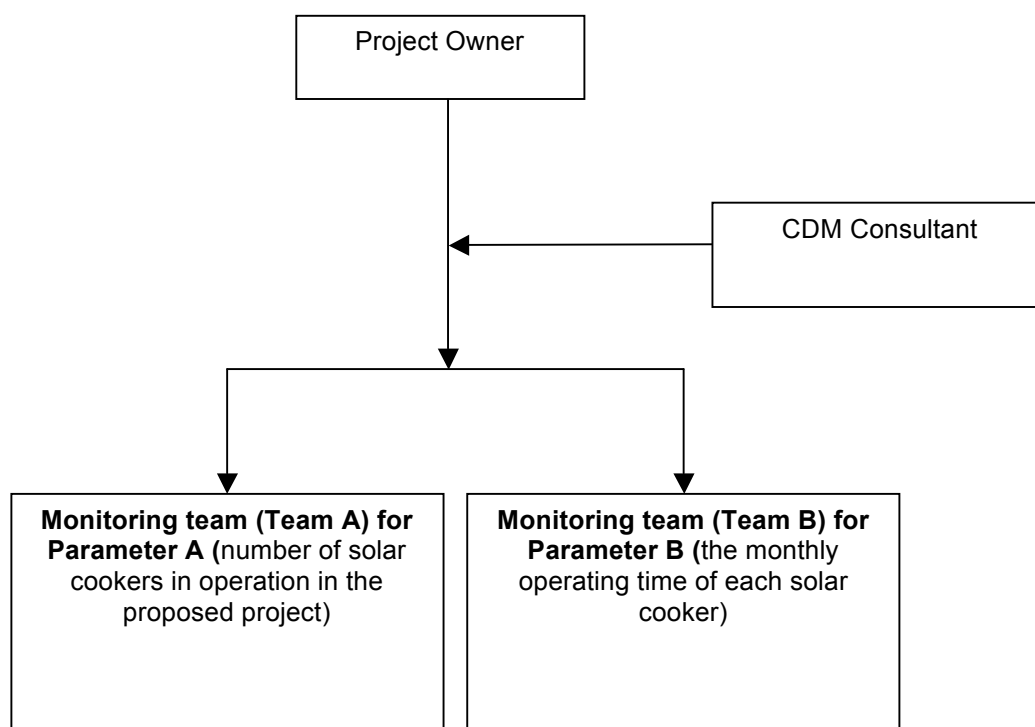 Project Owner
CDM Consultant
Monitoring team (Team A) for
Parameter A (number of solar
cookers in operation in the
proposed project)
Monitoring team (Team B) for
Parameter B (the monthly
operating time of each solar
cooker)